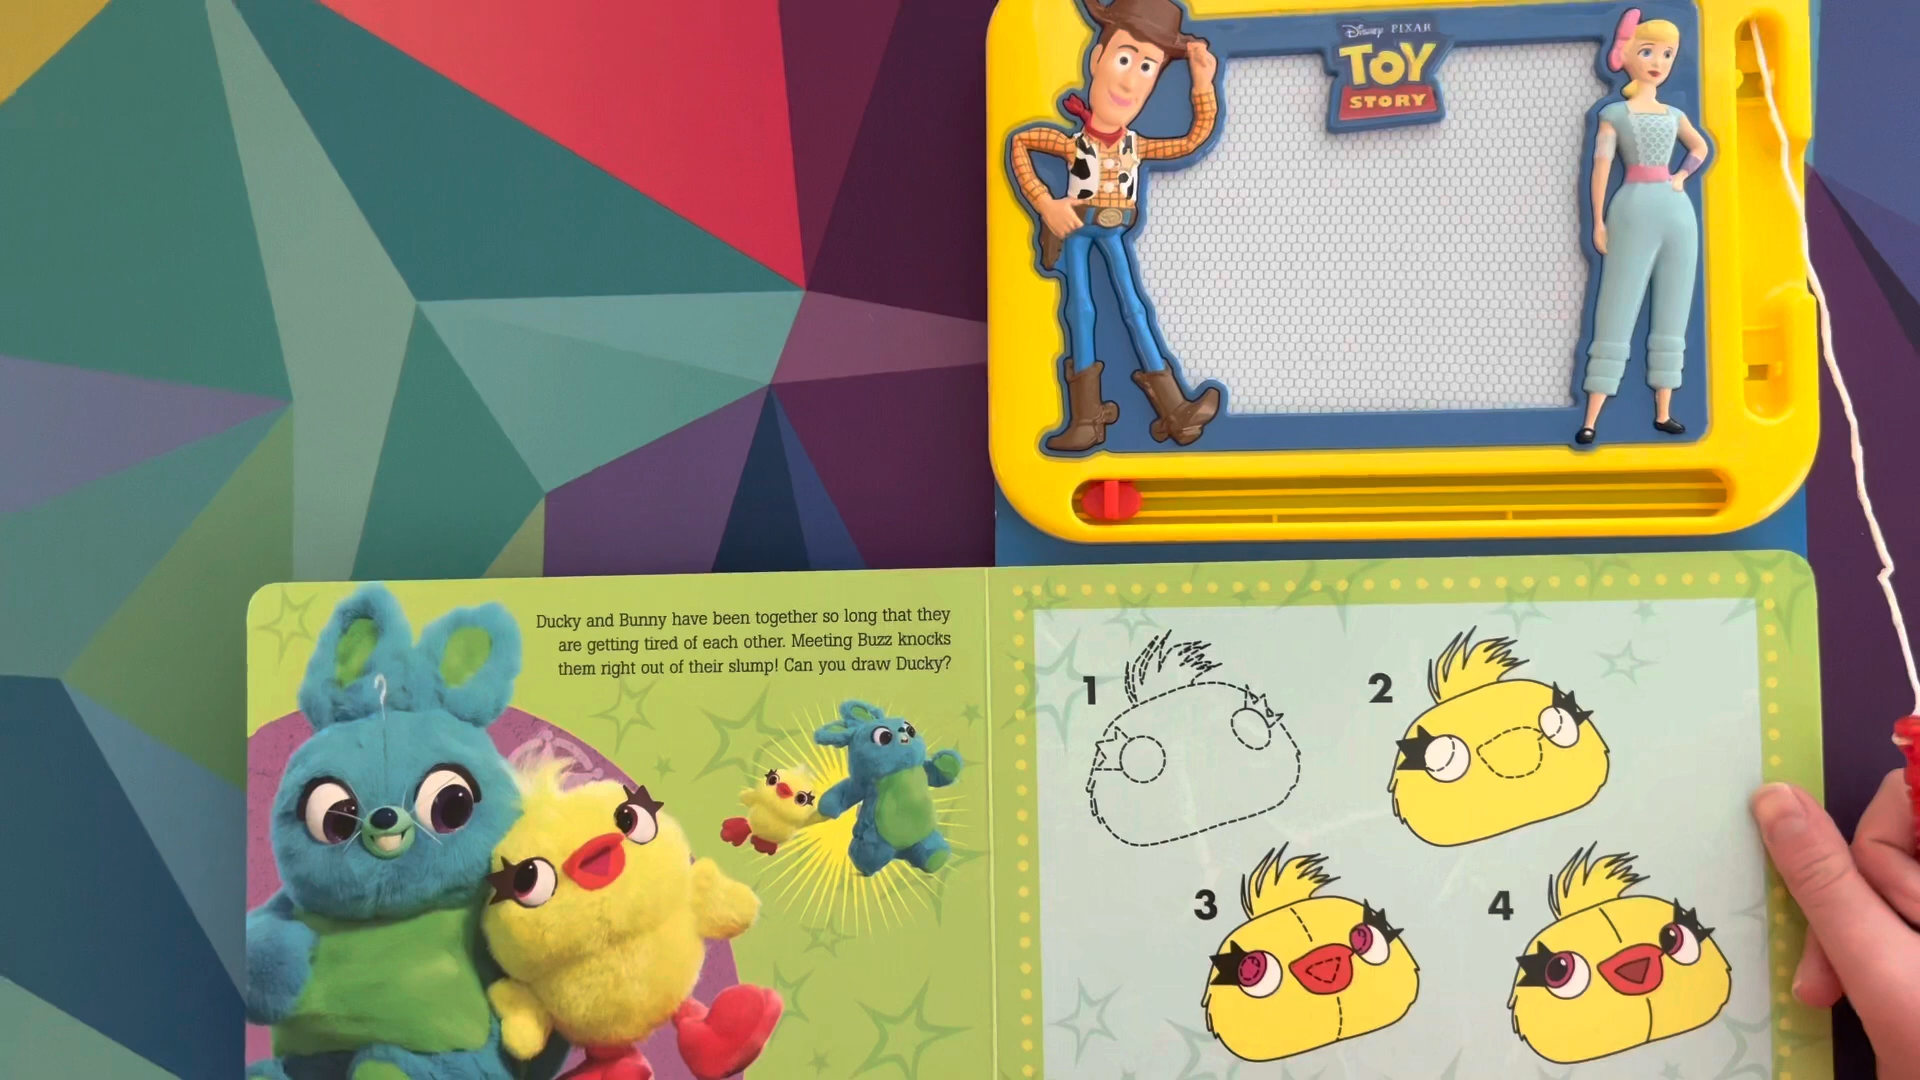 Disney PIXAR
TOY
STORY
Ducky and Bunny have been together so long that they
are getting tired of each other. Meeting Buzz knocks
them right out of their slump! Can you draw Ducky?
1
2
3
4